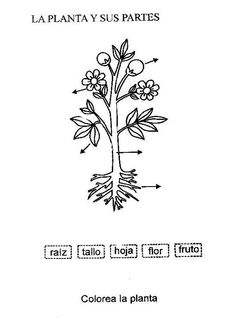 LA PLANTA Y SUS PARTES
raíz tallo hoja flor fruto
Colorea la planta